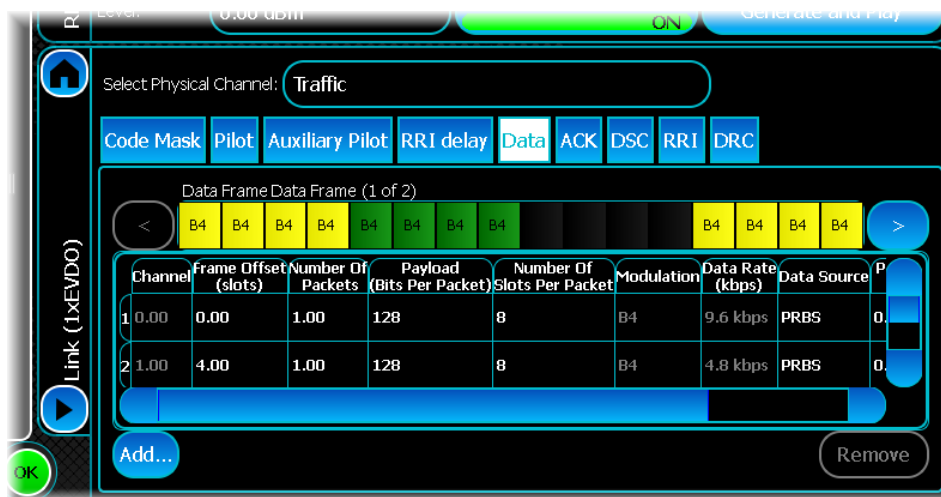 Level: 0.00 dBm ON Generate and Play
Select Physical Channel: Traffic
Code Mask Pilot Auxiliary Pilot RRI delay Data ACK DSC RRI DRC
Data Frame Data Frame (1 of 2)
< B4 B4 B4 B4 B4 B4 B4 B4 B4 B4 B4 B4 >
Channel Frame Offset (slots) Number Of Packets Payload (Bits Per Packet) Number Of Slots Per Packet Modulation Data Rate (kbps) Data Source P
1 0.00 0.00 1.00 128 8 B4 9.6 kbps PRBS 0.
2 1.00 4.00 1.00 128 8 B4 4.8 kbps PRBS 0.
Add... Remove
Link (1xEVDO)
OK